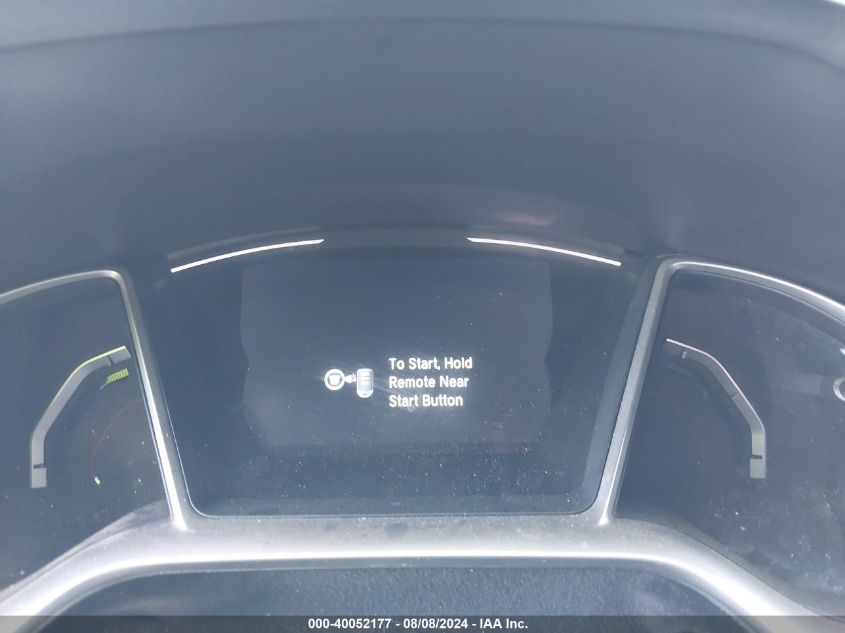 To Start, Hold
Remote Near
Start Button
000-40052177 - 08/08/2024 - IAA Inc.